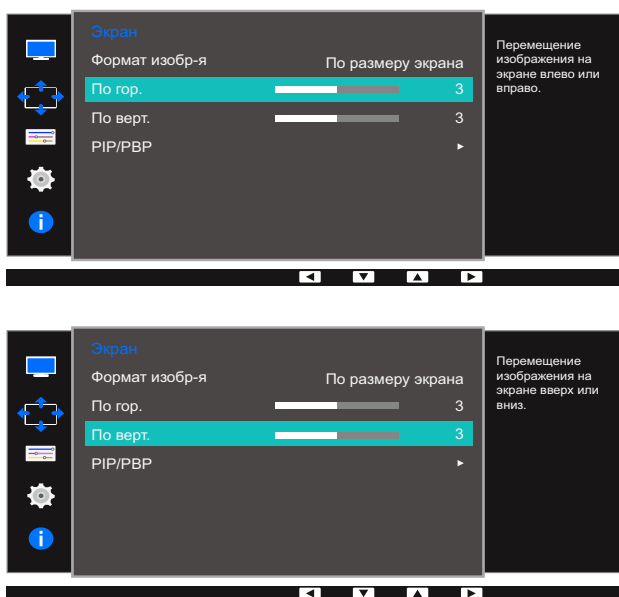 Экран
Формат изобр-я По размеру экрана
По гор. 3
По верт. 3
PIP/PBP
Перемещение
изображения на
экране влево или
вправо.
Экран
Формат изобр-я По размеру экрана
По гор. 3
По верт. 3
PIP/PBP
Перемещение
изображения на
экране вверх или
вниз.